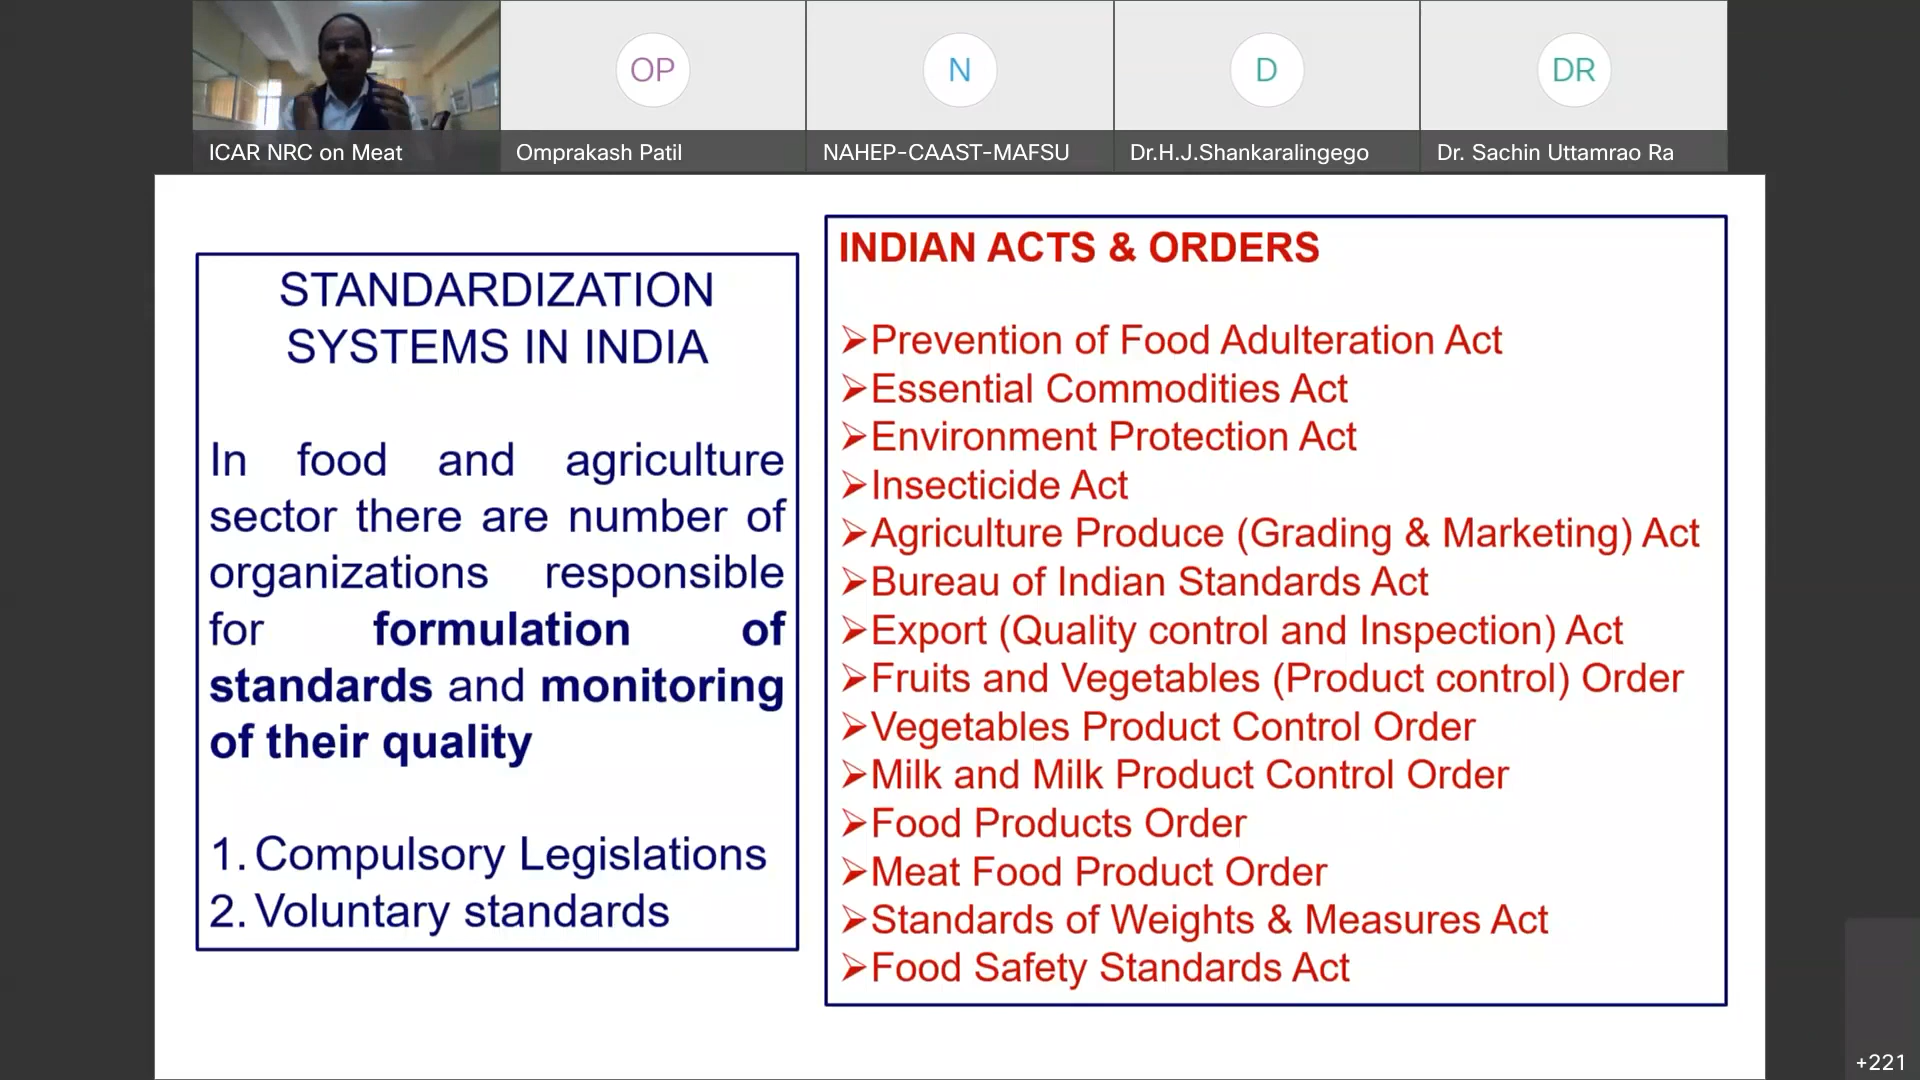 OP
N
D
DR
ICAR NRC on Meat
Omprakash Patil
NAHEP-CAAST-MAFSU
Dr.H.J.Shankaralingego
Dr. Sachin Uttamrao Ra
STANDARDIZATION
SYSTEMS IN INDIA
In food and agriculture
sector there are number of
organizations responsible
for formulation of
standards and monitoring
of their quality
1. Compulsory Legislations
2. Voluntary standards
INDIAN ACTS & ORDERS
➢Prevention of Food Adulteration Act
➢Essential Commodities Act
➢Environment Protection Act
➢Insecticide Act
➢Agriculture Produce (Grading & Marketing) Act
➢Bureau of Indian Standards Act
➢Export (Quality control and Inspection) Act
➢Fruits and Vegetables (Product control) Order
➢Vegetables Product Control Order
➢Milk and Milk Product Control Order
➢Food Products Order
➢Meat Food Product Order
➢Standards of Weights & Measures Act
➢Food Safety Standards Act
+221